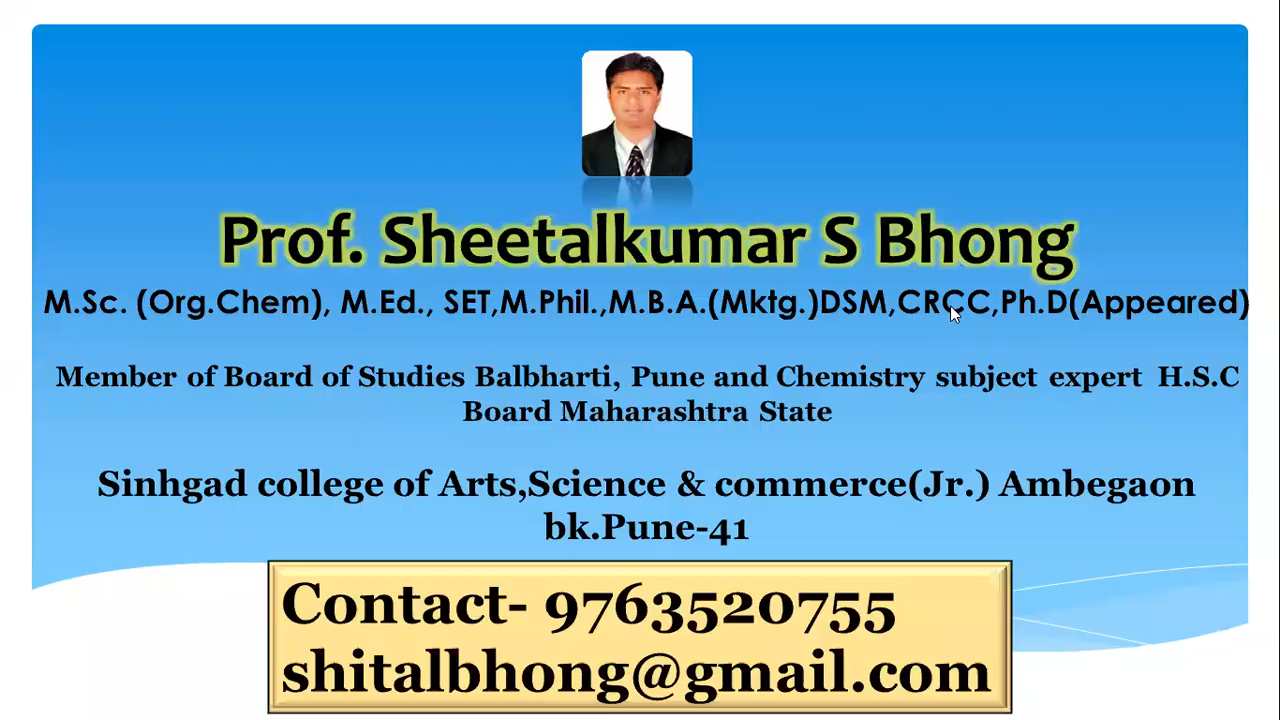 Prof. Sheetalkumar S Bhong
M.Sc. (Org.Chem), M.Ed., SET,M.Phil.,M.B.A.(Mktg.)DSM,CRCC,Ph.D(Appeared)
Member of Board of Studies Balbharti, Pune and Chemistry subject expert H.S.C
Board Maharashtra State
Sinhgad college of Arts,Science & commerce(Jr.) Ambegaon
bk.Pune-41
Contact- 9763520755
shitalbhong@gmail.com